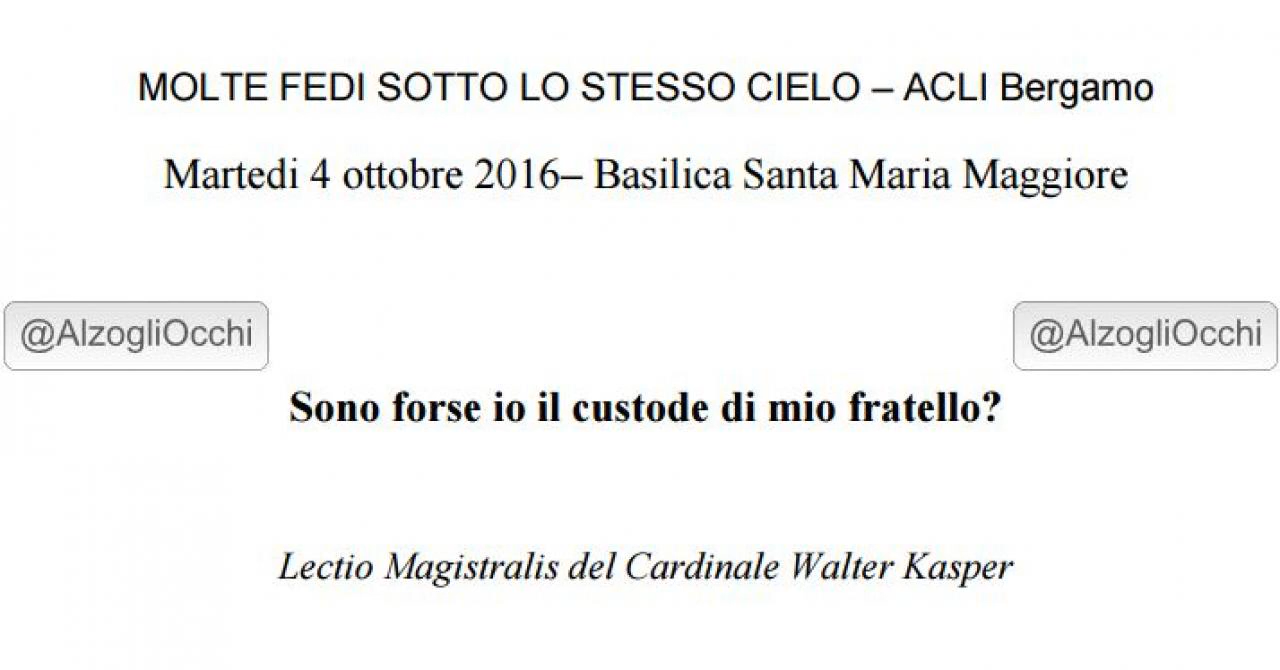 MOLTE FEDI SOTTO LO STESSO CIELO – ACLI Bergamo
Martedi 4 ottobre 2016– Basilica Santa Maria Maggiore
@AlzogliOcchi
@AlzogliOcchi
Sono forse io il custode di mio fratello?
Lectio Magistralis del Cardinale Walter Kasper